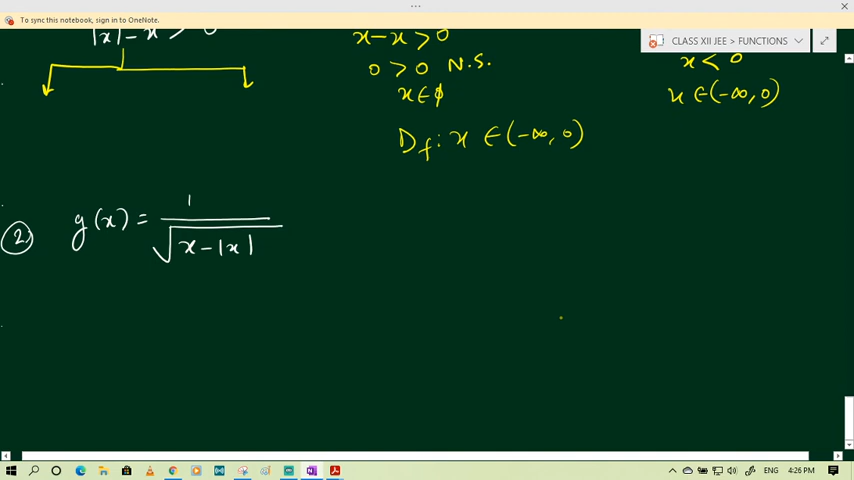 To sync this notebook, sign in to OneNote.
CLASS XII JEE > FUNCTIONS
|x| - x > 0
x - x > 0
0 > 0 N.S.
x ∈ ϕ
x < 0
x ∈ (-∞, 0)
D_f : x ∈ (-∞, 0)
2. g(x) = 1 / √(x - |x|)
ENG 4:26 PM